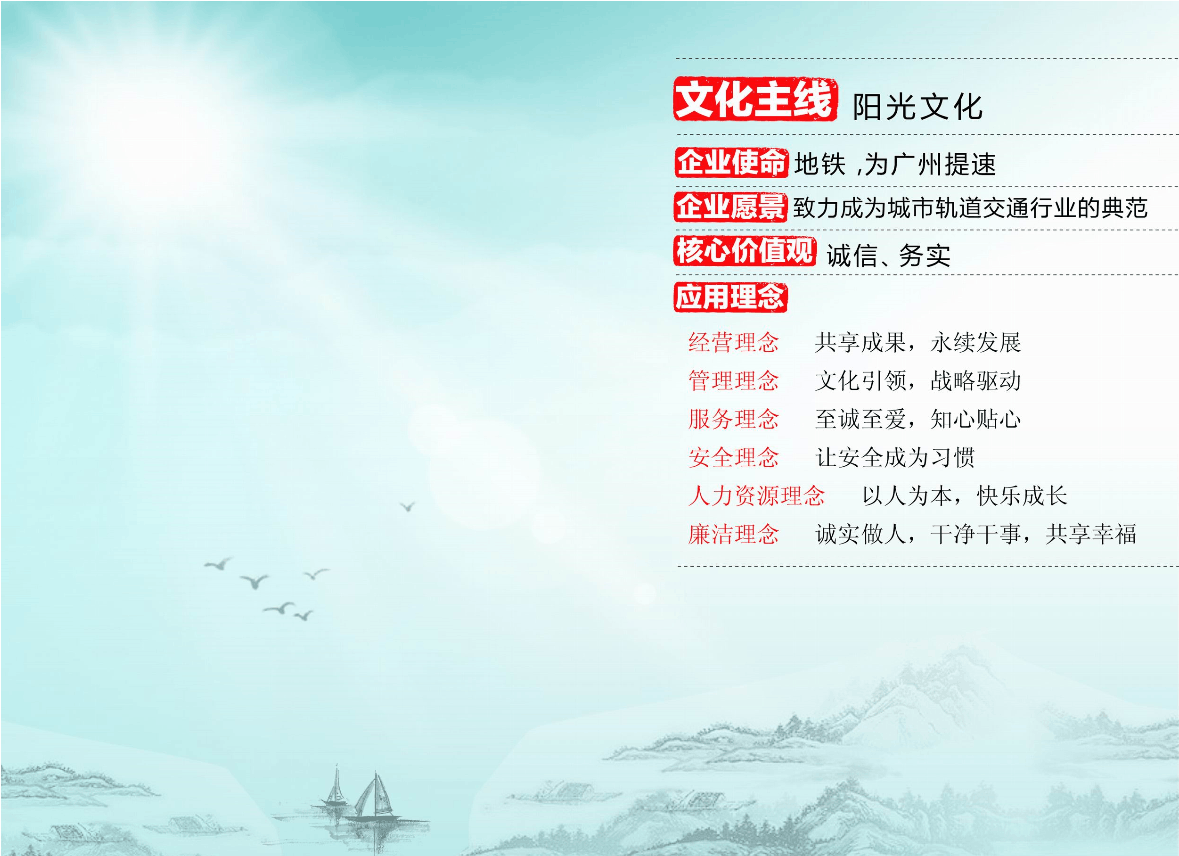 文化主线 阳光文化
企业使命 地铁,为广州提速
企业愿景 致力成为城市轨道交通行业的典范
核心价值观 诚信、务实
应用理念
经营理念 共享成果，永续发展
管理理念 文化引领，战略驱动
服务理念 至诚至爱，知心贴心
安全理念 让安全成为习惯
人力资源理念 以人为本，快乐成长
廉洁理念 诚实做人，干净干事，共享幸福